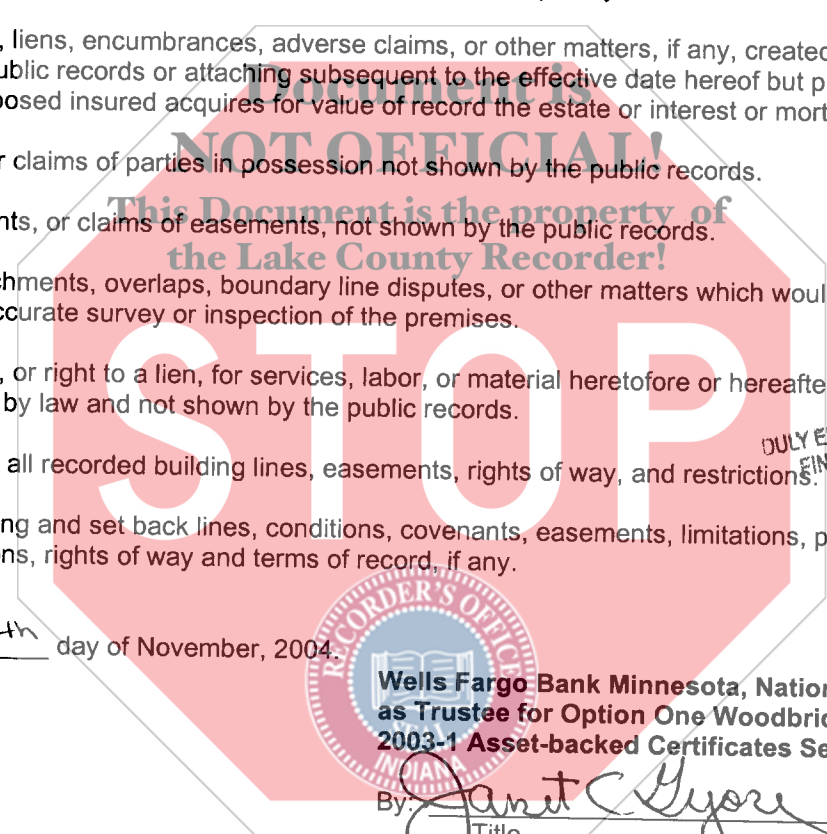 , liens, encumbrances, adverse claims, or other matters, if any, created
ublic records or attaching subsequent to the effective date hereof but p
posed insured acquires for value of record the estate or interest or mort
Document is
NOT OFFICIAL!
r claims of parties in possession not shown by the public records.
This Document is the property of
nts, or claims of easements, not shown by the public records.
the Lake County Recorder!
chments, overlaps, boundary line disputes, or other matters which woul
ccurate survey or inspection of the premises.
STOP
, or right to a lien, for services, labor, or material heretofore or hereafte
by law and not shown by the public records.
DULY E
FIN
all recorded building lines, easements, rights of way, and restrictions.
ng and set back lines, conditions, covenants, easements, limitations, p
ns, rights of way and terms of record, if any.
th day of November, 2004.
RECORDER'S OFFICE
SEAL
INDIANA
Wells Fargo Bank Minnesota, Nation
as Trustee for Option One Woodbrid
2003-1 Asset-backed Certificates Se
By: Janet C Gyore
Title